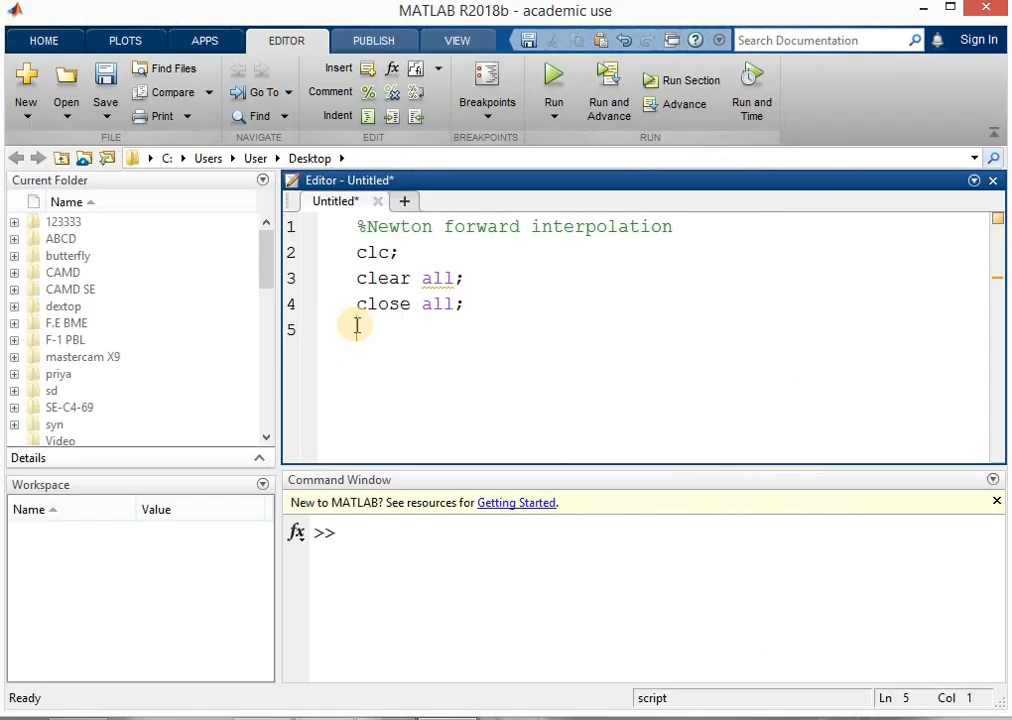 MATLAB R2018b - academic use
HOME PLOTS APPS EDITOR PUBLISH VIEW Search Documentation Sign In
New Open Save Find Files Compare Print
FILE
Go To Find
NAVIGATE
Insert fx
Comment % %
Indent
EDIT
Breakpoints
BREAKPOINTS
Run Run and Advance Run Section Advance Run and Time
RUN
C: Users User Desktop
Current Folder
Name
123333
ABCD
butterfly
CAMD
CAMD SE
dextop
F.E BME
F-1 PBL
mastercam X9
priya
sd
SE-C4-69
syn
Video
Details
Workspace
Name Value
Editor - Untitled*
Untitled* +
1 %Newton forward interpolation
2 clc;
3 clear all;
4 close all;
5
Command Window
New to MATLAB? See resources for Getting Started.
fx >>
Ready script Ln 5 Col 1